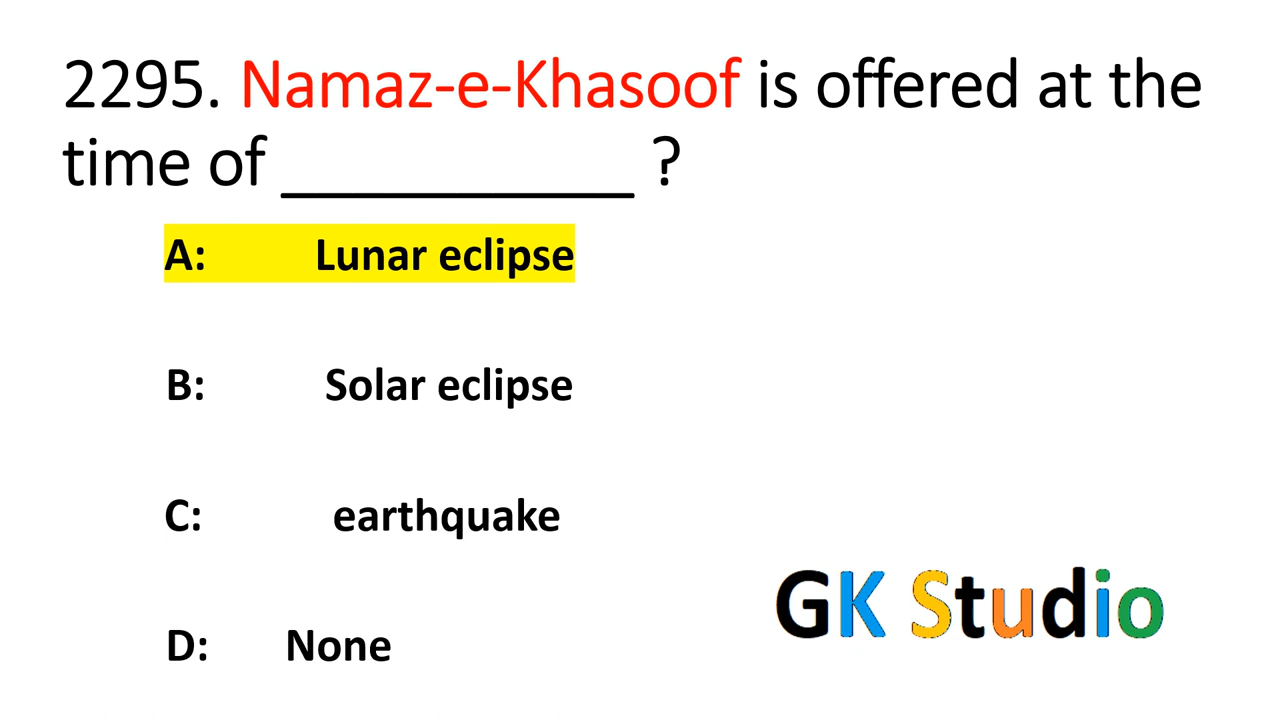 2295. Namaz-e-Khasoof is offered at the
time of ___________ ?
A: Lunar eclipse
B: Solar eclipse
C: earthquake
D: None
GK Studio